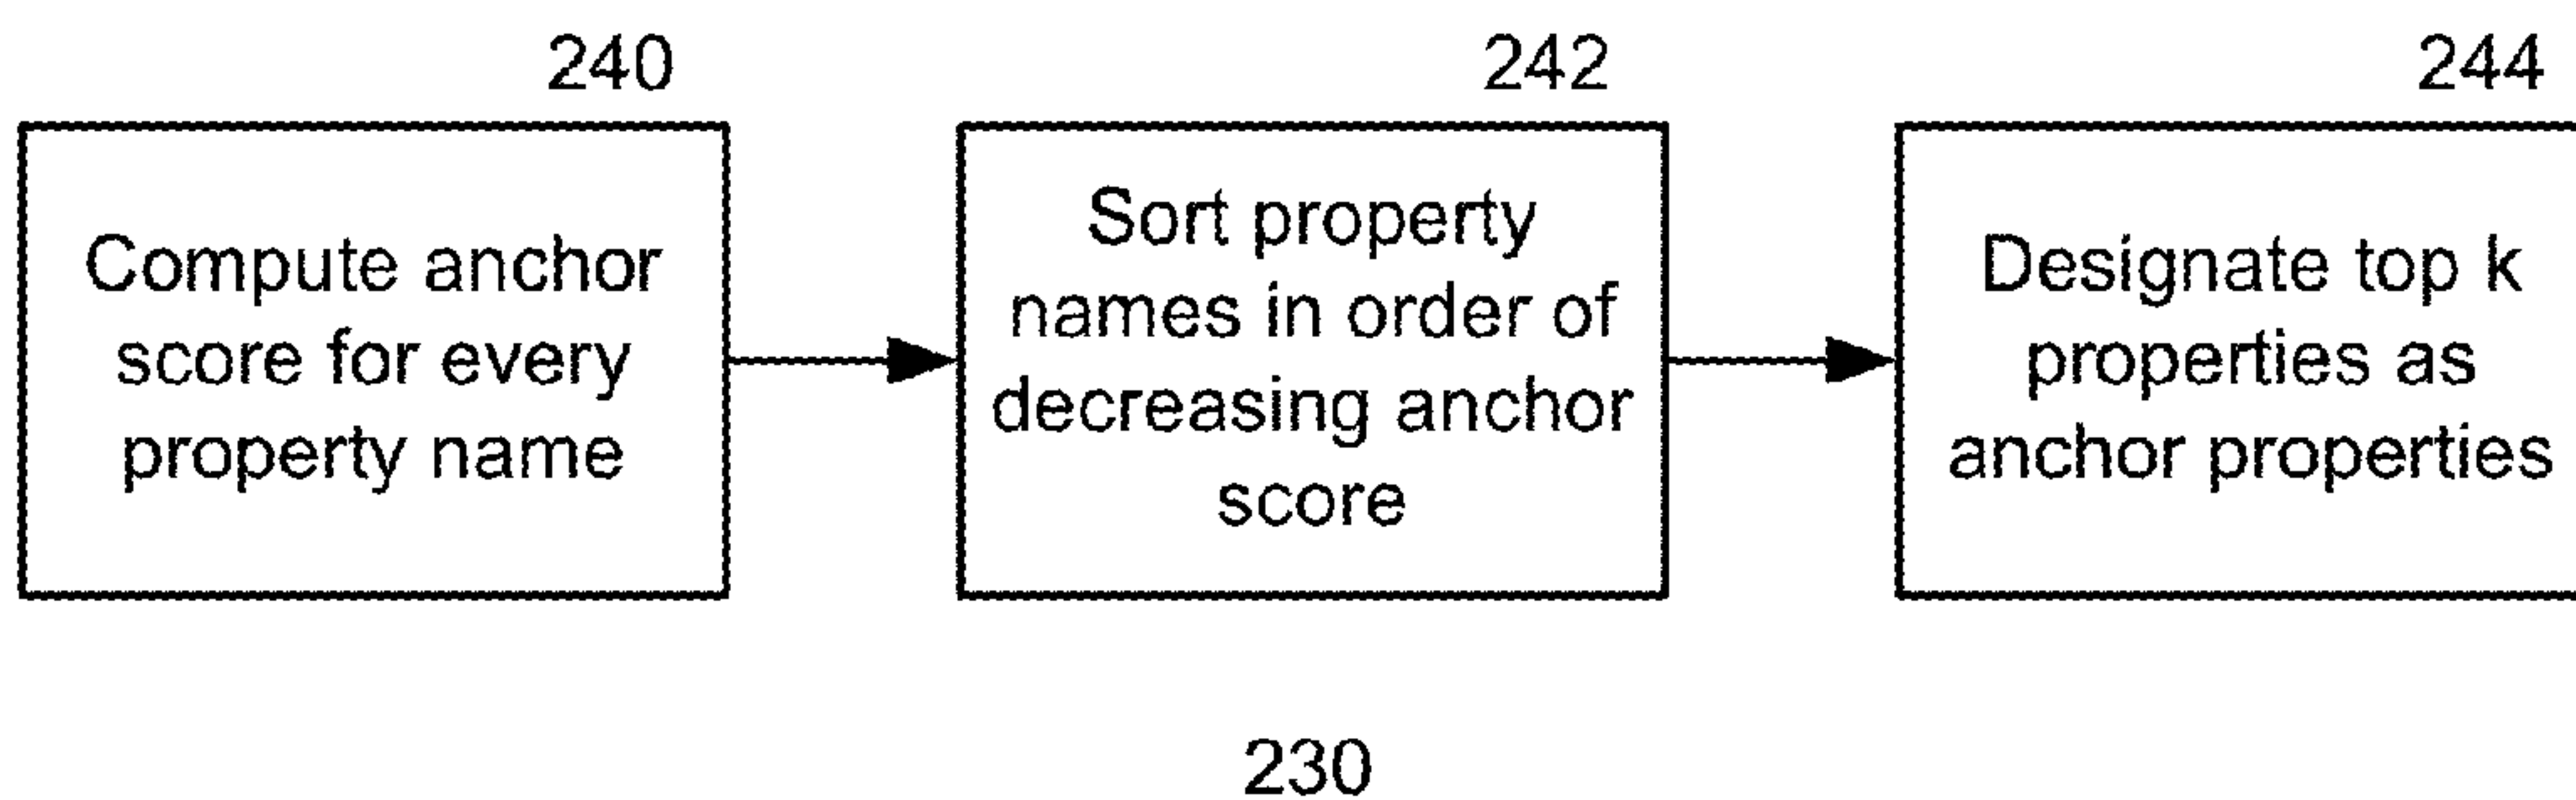 240
Compute anchor
score for every
property name
242
Sort property
names in order of
decreasing anchor
score
244
Designate top k
properties as
anchor properties
230